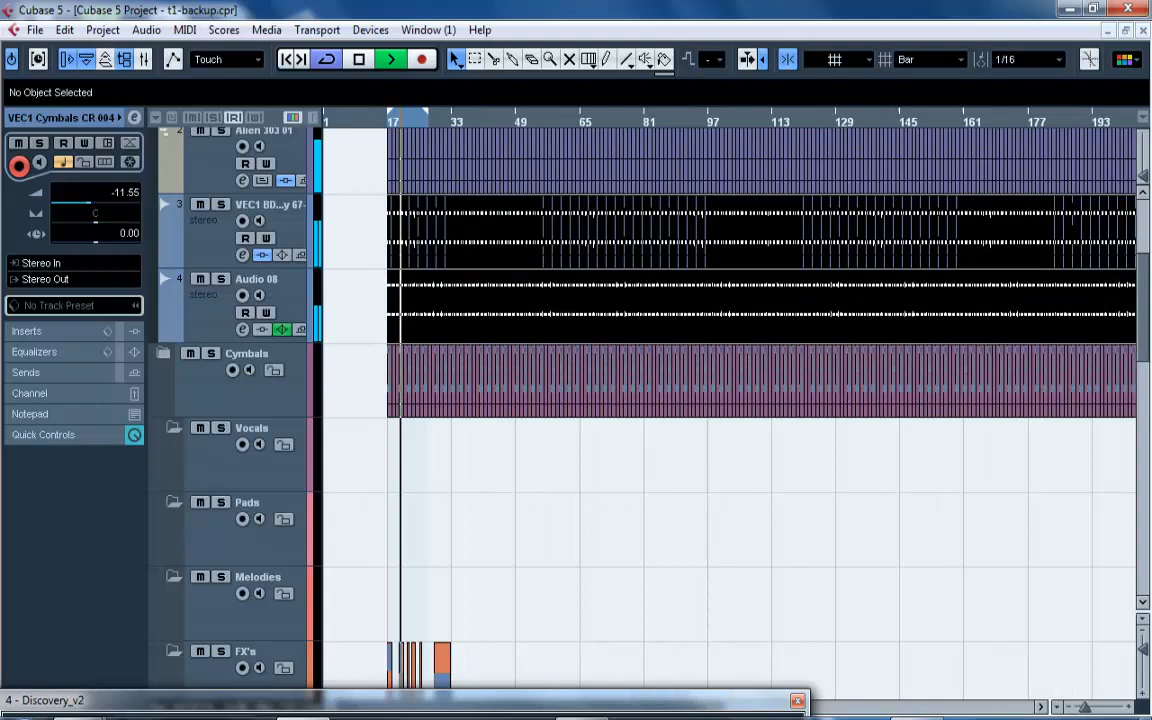 Cubase 5 - [Cubase 5 Project - t1-backup.cpr]
File Edit Project Audio MIDI Scores Media Transport Devices Window (1) Help
Touch Bar 1/16
No Object Selected
VEC1 Cymbals CR 004
1 17 33 49 65 81 97 113 129 145 161 177 193
2 m S Alien 303 01
R W
-11.55
C
0.00
Stereo In
Stereo Out
No Track Preset
Inserts
Equalizers
Sends
Channel
Notepad
Quick Controls
3 m S VEC1 BD...y 67-
stereo
R W
4 m S Audio 08
stereo
R W
m S Cymbals
m S Vocals
m S Pads
m S Melodies
m S FX's
4 - Discovery_v2